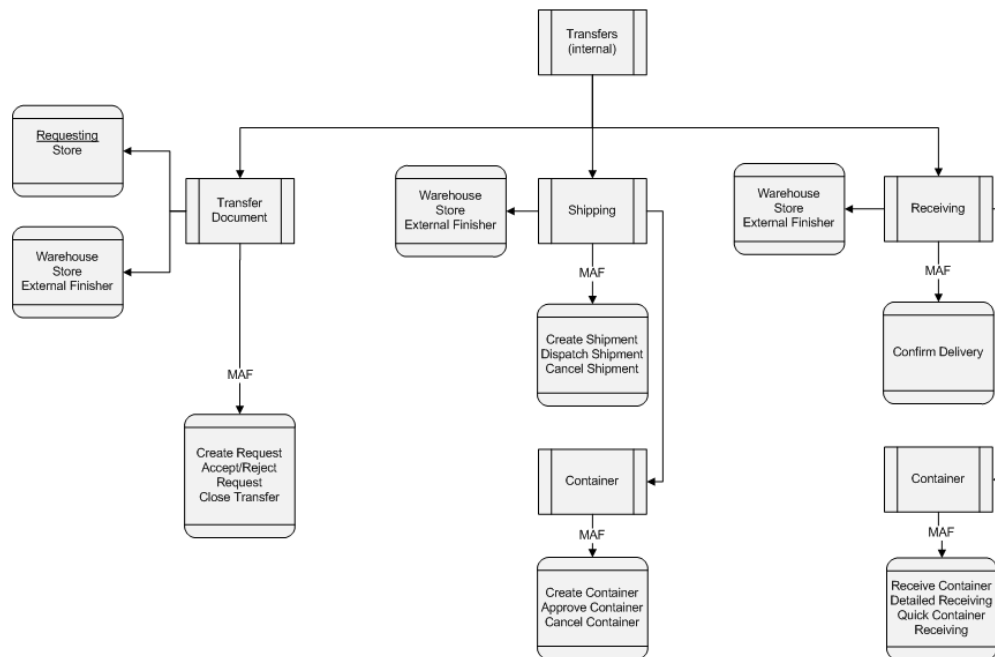 Transfers
(internal)
Requesting
Store
Transfer
Document
Warehouse
Store
External Finisher
MAF
Create Request
Accept/Reject
Request
Close Transfer
Warehouse
Store
External Finisher
Shipping
MAF
Create Shipment
Dispatch Shipment
Cancel Shipment
Container
MAF
Create Container
Approve Container
Cancel Container
Warehouse
Store
External Finisher
Receiving
MAF
Confirm Delivery
Container
MAF
Receive Container
Detailed Receiving
Quick Container
Receiving